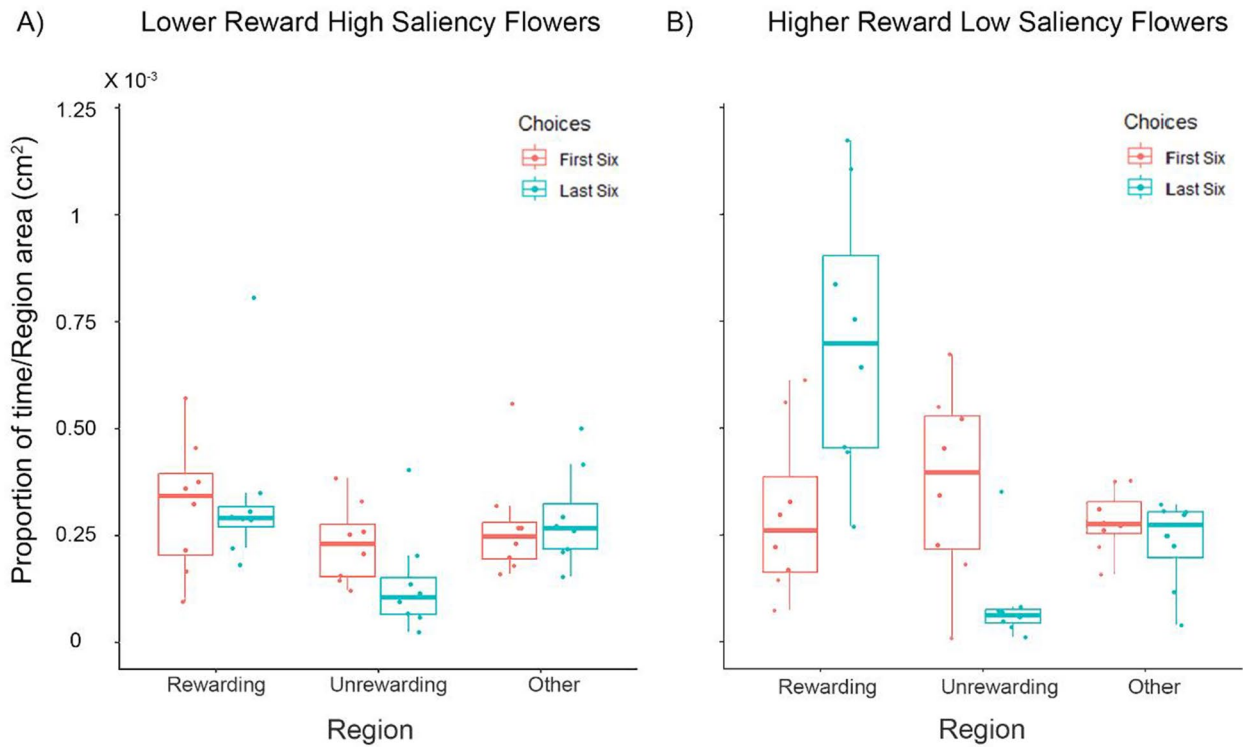 A) Lower Reward High Saliency Flowers
B) Higher Reward Low Saliency Flowers
X 10-3
Proportion of time/Region area (cm2)
1.25
1
0.75
0.50
0.25
0
Choices
First Six
Last Six
Rewarding Unrewarding Other
Region
Choices
First Six
Last Six
Rewarding Unrewarding Other
Region